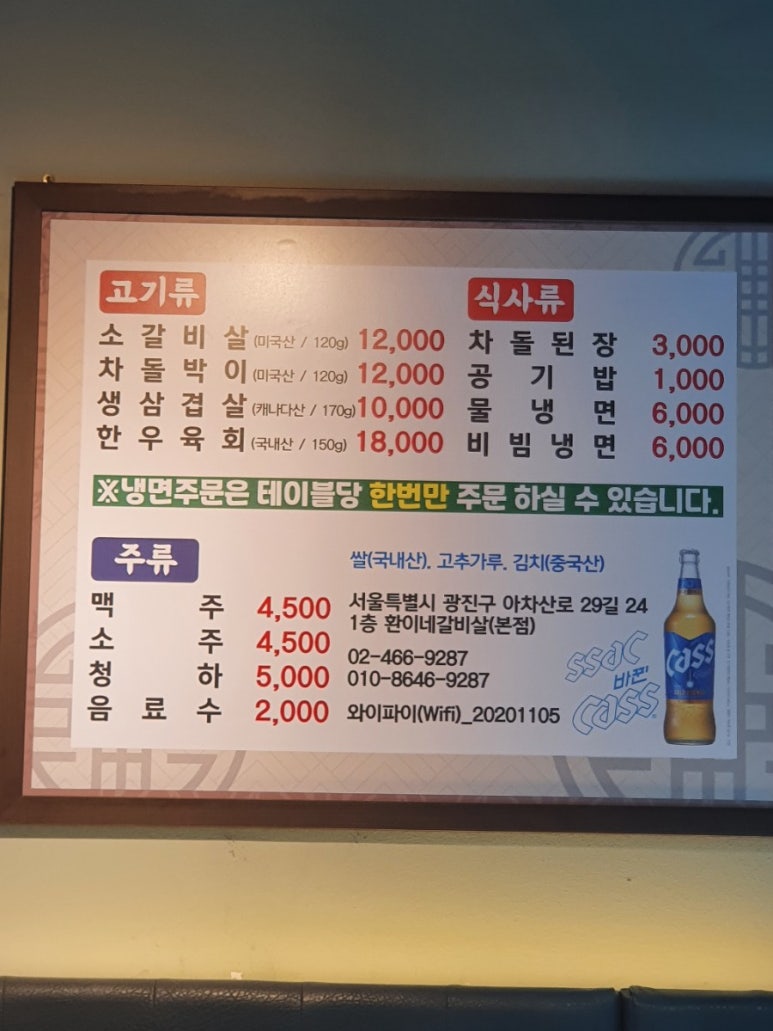 고기류
소갈비살 (미국산 / 120g) 12,000
차돌박이 (미국산 / 120g) 12,000
생삼겹살 (캐나다산 / 170g) 10,000
한우육회 (국내산 / 150g) 18,000
식사류
차돌된장 3,000
공기밥 1,000
물냉면 6,000
비빔냉면 6,000
※냉면주문은 테이블당 한번만 주문 하실 수 있습니다.
주류
맥주 4,500
소주 4,500
청하 5,000
음료수 2,000
쌀(국내산). 고추가루. 김치(중국산)
서울특별시 광진구 아차산로 29길 24
1층 환이네갈비살(본점)
02-466-9287
010-8646-9287
와이파이(Wifi)_20201105
ssac
바뀐
Cass
Cass